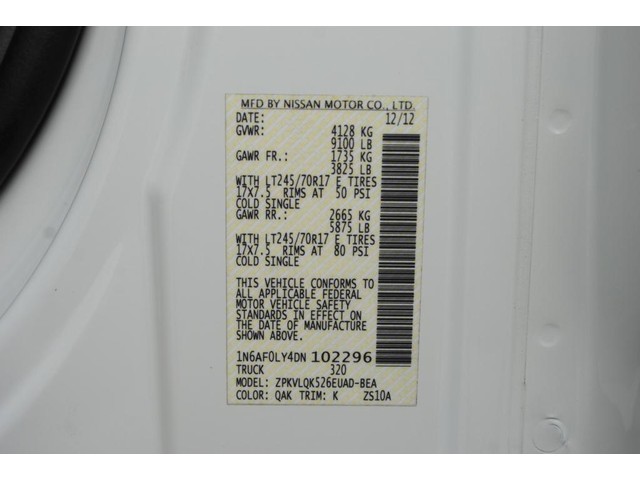 MFD BY NISSAN MOTOR CO., LTD.
DATE: 12/12
GVWR: 4128 KG
9100 LB
GAWR FR.: 1735 KG
3825 LB
WITH LT245/70R17 E TIRES
17X7.5 RIMS AT 50 PSI
COLD SINGLE
GAWR RR.: 2665 KG
5875 LB
WITH LT245/70R17 E TIRES
17X7.5 RIMS AT 80 PSI
COLD SINGLE
THIS VEHICLE CONFORMS TO
ALL APPLICABLE FEDERAL
MOTOR VEHICLE SAFETY
STANDARDS IN EFFECT ON
THE DATE OF MANUFACTURE
SHOWN ABOVE.
1N6AF0LY4DN 102296
TRUCK 320
MODEL: ZPKVLQK526EUAD-BEA
COLOR: QAK TRIM: K ZS10A